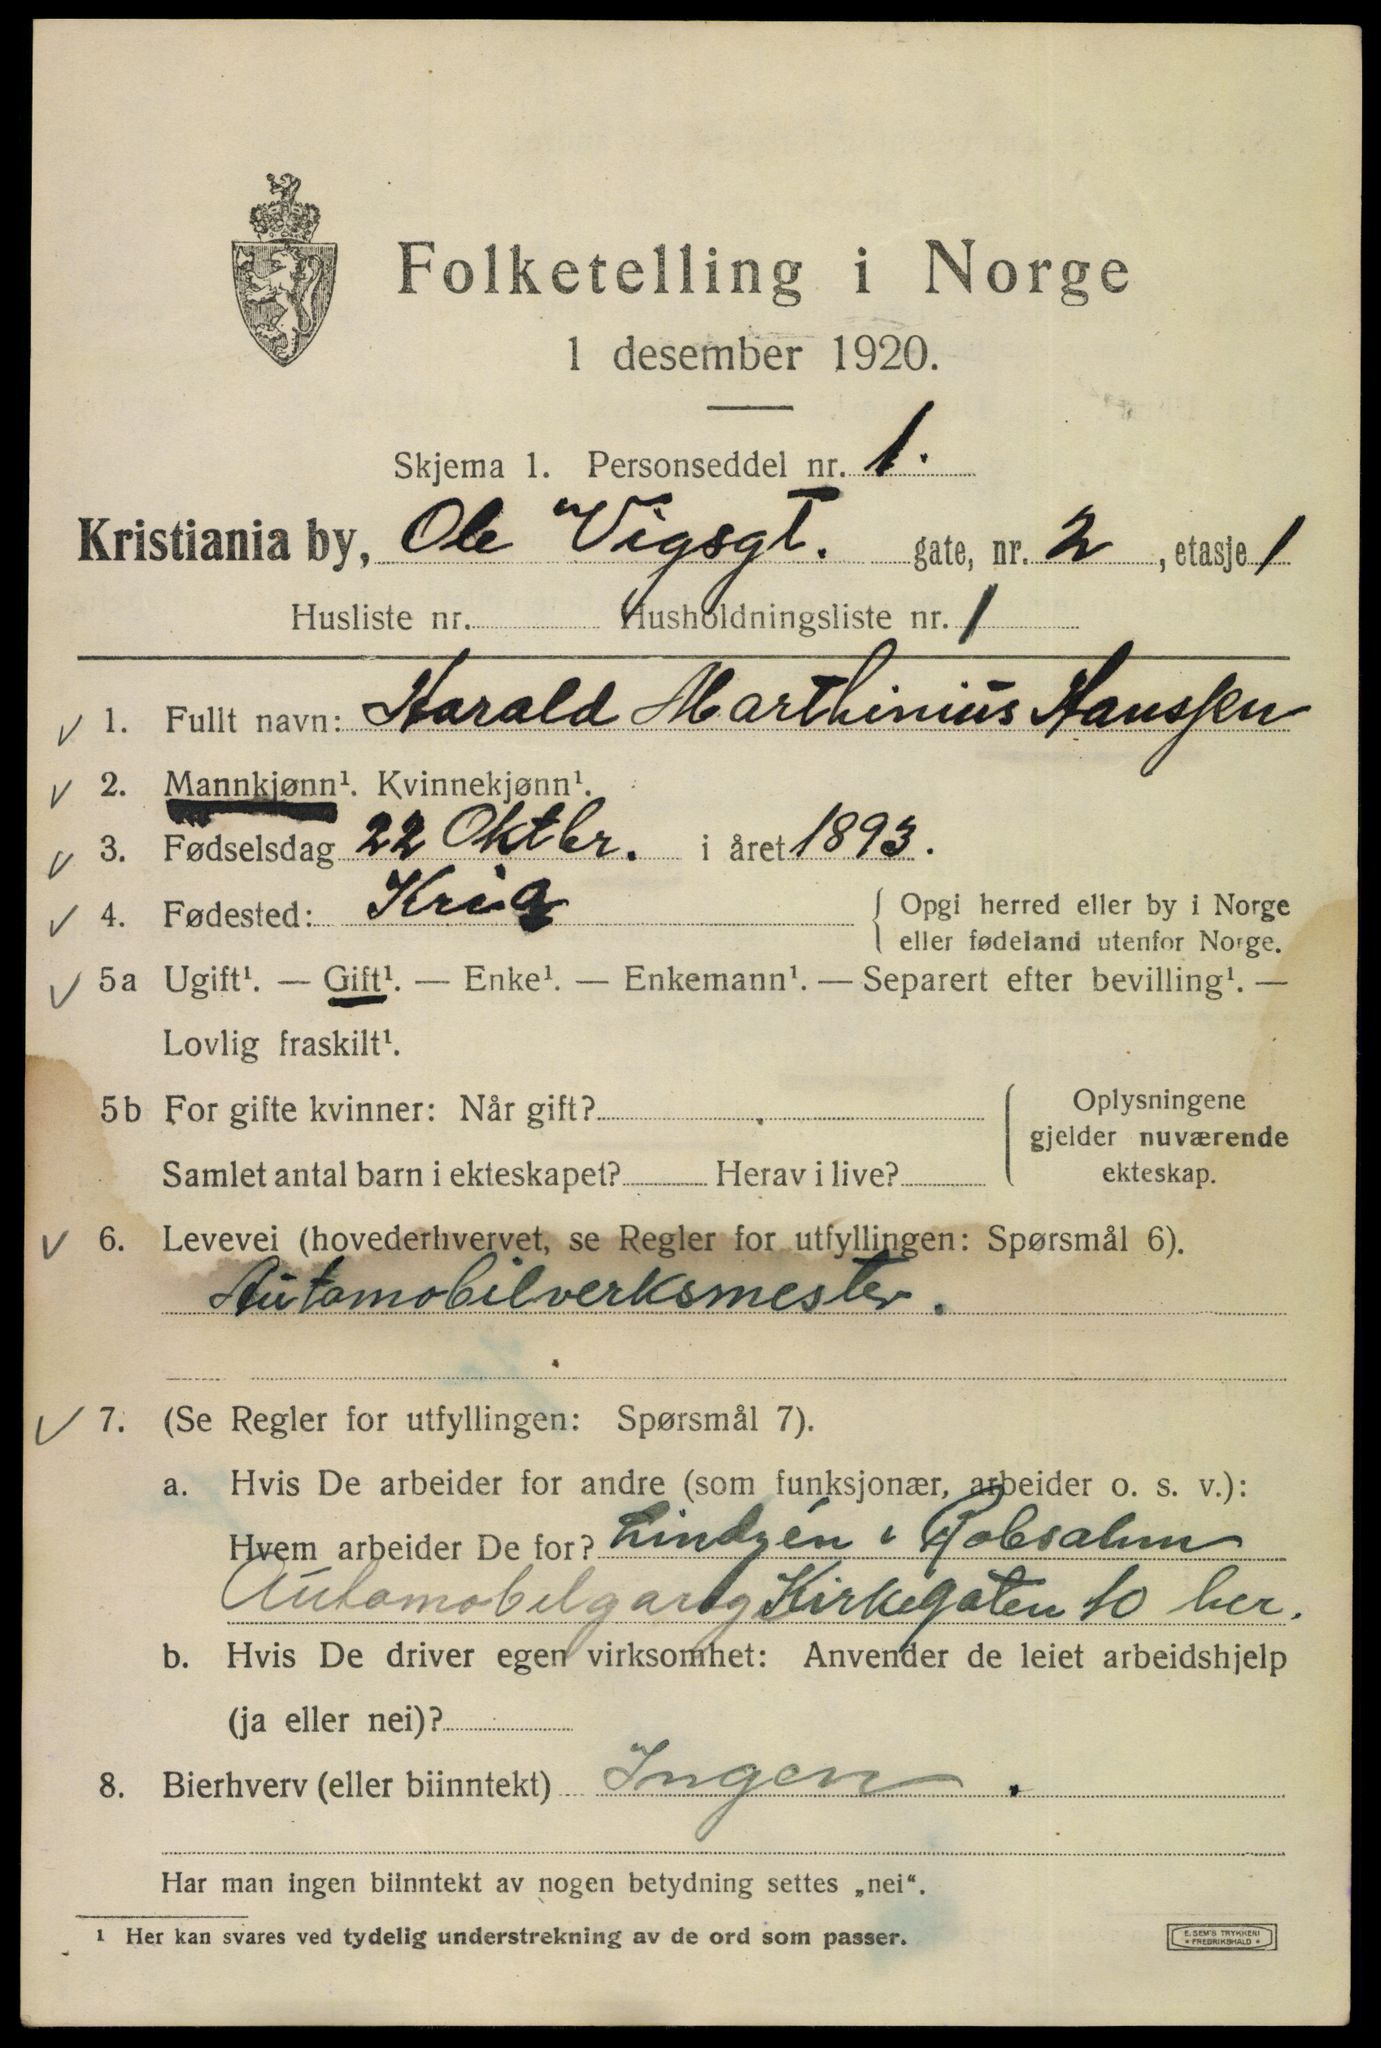 Folketelling i Norge
1 desember 1920.
Skjema 1. Personseddel nr. 1.
Kristiania by, Ole Vigsgt. gate, nr. 2, etasje 1
Husliste nr. Husholdningsliste nr. 1
1. Fullt navn: Harald Marthinius Hanssen
2. Mannkjønn¹. Kvinnekjønn¹.
3. Fødselsdag 22 Oktbr. i året 1893.
4. Fødested: Kria { Opgi herred eller by i Norge
eller fødeland utenfor Norge.
5a Ugift¹. — Gift¹. — Enke¹. — Enkemann¹. — Separert efter bevilling¹. —
Lovlig fraskilt¹.
5b For gifte kvinner: Når gift? Oplysningene
gjelder nuværende
Samlet antal barn i ekteskapet? Herav i live? ekteskap.
6. Levevei (hovederhvervet, se Regler for utfyllingen: Spørsmål 6).
Automobilverksmester.
7. (Se Regler for utfyllingen: Spørsmål 7).
a. Hvis De arbeider for andre (som funksjonær, arbeider o. s. v.):
Hvem arbeider De for? Lindzén & Robsahm
Automobilgarag Kirkegaten 10 her.
b. Hvis De driver egen virksomhet: Anvender de leiet arbeidshjelp
(ja eller nei)?
8. Bierhverv (eller biinntekt) Ingen.
Har man ingen biinntekt av nogen betydning settes „nei“.
¹ Her kan svares ved tydelig understrekning av de ord som passer.
E. SEM'S TRYKKERI
* FREDRIKSHALD *